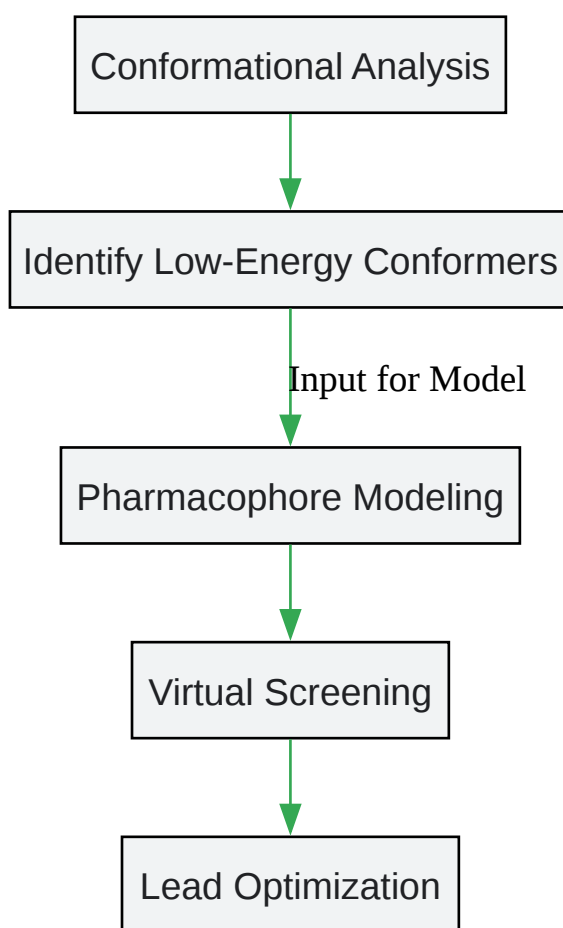 Conformational Analysis
Identify Low-Energy Conformers
Input for Model
Pharmacophore Modeling
Virtual Screening
Lead Optimization